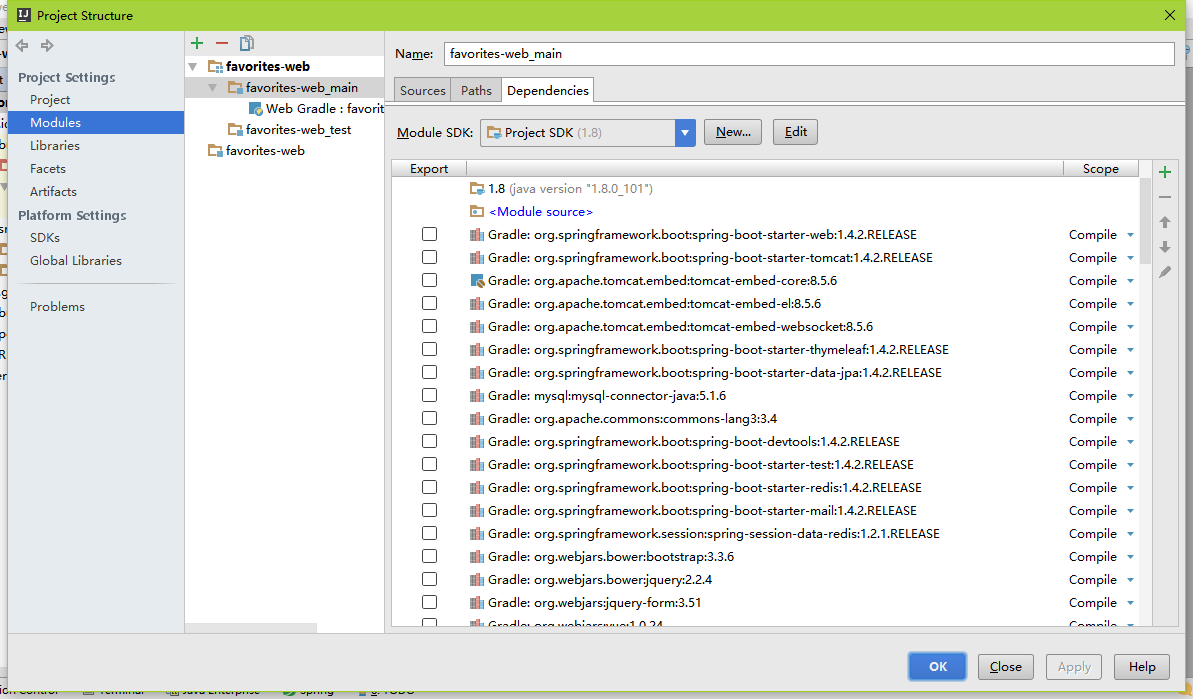 Project Structure
Project Settings
Project
Modules
Libraries
Facets
Artifacts
Platform Settings
SDKs
Global Libraries
Problems
favorites-web
favorites-web_main
Web Gradle : favorit
favorites-web_test
favorites-web
Name: favorites-web_main
Sources Paths Dependencies
Module SDK: Project SDK (1.8) New... Edit
Export Scope
1.8 (java version "1.8.0_101")
<Module source>
Gradle: org.springframework.boot:spring-boot-starter-web:1.4.2.RELEASE Compile
Gradle: org.springframework.boot:spring-boot-starter-tomcat:1.4.2.RELEASE Compile
Gradle: org.apache.tomcat.embed:tomcat-embed-core:8.5.6 Compile
Gradle: org.apache.tomcat.embed:tomcat-embed-el:8.5.6 Compile
Gradle: org.apache.tomcat.embed:tomcat-embed-websocket:8.5.6 Compile
Gradle: org.springframework.boot:spring-boot-starter-thymeleaf:1.4.2.RELEASE Compile
Gradle: org.springframework.boot:spring-boot-starter-data-jpa:1.4.2.RELEASE Compile
Gradle: mysql:mysql-connector-java:5.1.6 Compile
Gradle: org.apache.commons:commons-lang3:3.4 Compile
Gradle: org.springframework.boot:spring-boot-devtools:1.4.2.RELEASE Compile
Gradle: org.springframework.boot:spring-boot-starter-test:1.4.2.RELEASE Compile
Gradle: org.springframework.boot:spring-boot-starter-redis:1.4.2.RELEASE Compile
Gradle: org.springframework.boot:spring-boot-starter-mail:1.4.2.RELEASE Compile
Gradle: org.springframework.session:spring-session-data-redis:1.2.1.RELEASE Compile
Gradle: org.webjars.bower:bootstrap:3.3.6 Compile
Gradle: org.webjars.bower:jquery:2.2.4 Compile
Gradle: org.webjars:jquery-form:3.51 Compile
Gradle: org.webjars:vue:1.0.24 Compile
OK Close Apply Help
Terminal Java Enterprise Spring 6: TODO